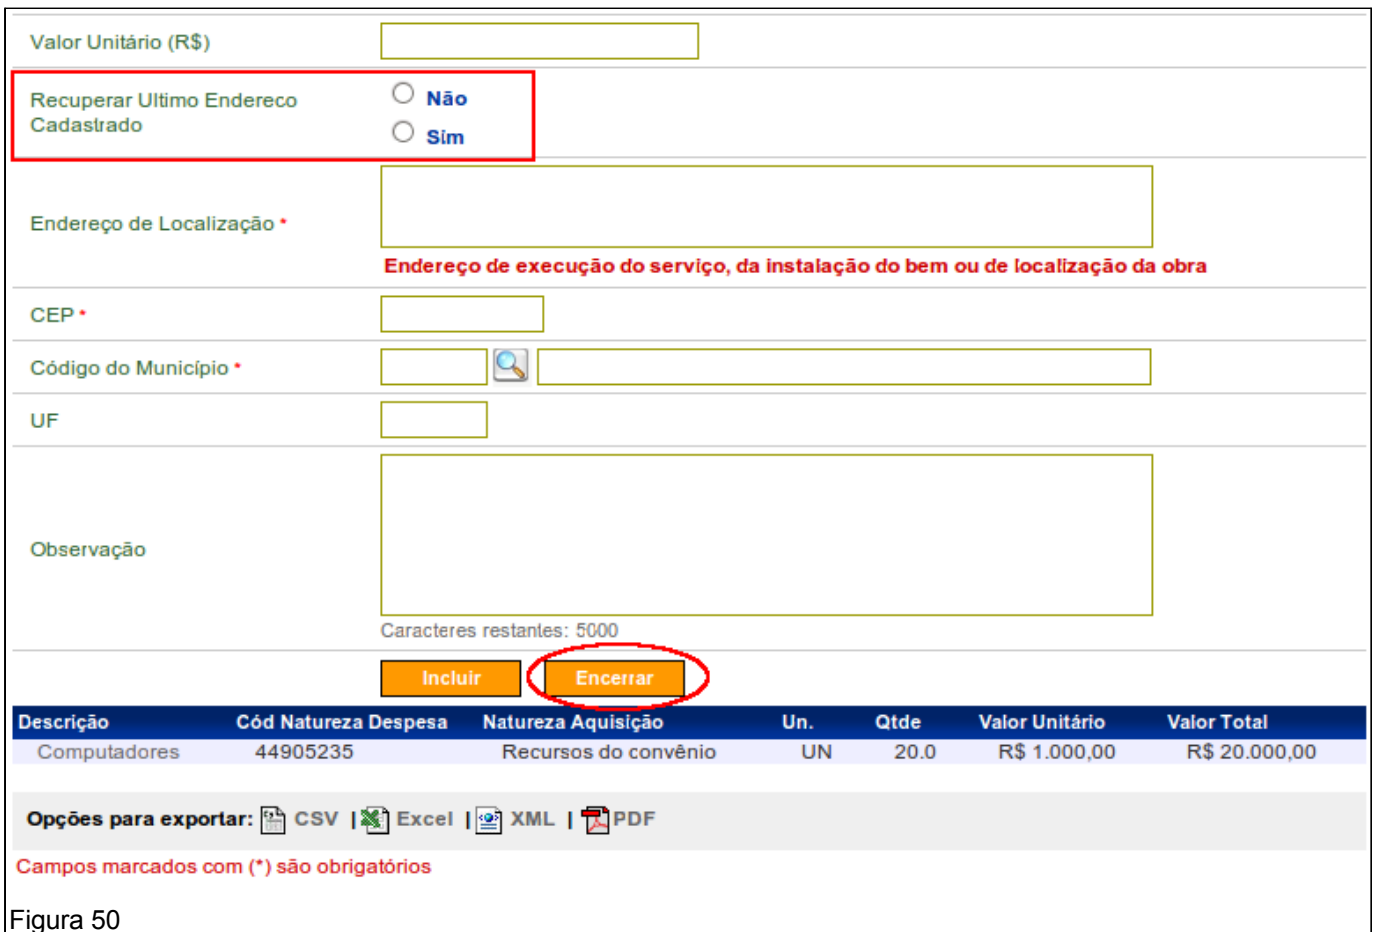 Valor Unitário (R$)
Recuperar Ultimo Endereco
Cadastrado
Não
Sim
Endereço de Localização *
Endereço de execução do serviço, da instalação do bem ou de localização da obra
CEP *
Código do Município *
UF
Observação
Caracteres restantes: 5000
Incluir Encerrar
Descrição Cód Natureza Despesa Natureza Aquisição Un. Qtde Valor Unitário Valor Total
Computadores 44905235 Recursos do convênio UN 20.0 R$ 1.000,00 R$ 20.000,00
Opções para exportar: CSV | Excel | XML | PDF
Campos marcados com (*) são obrigatórios
Figura 50